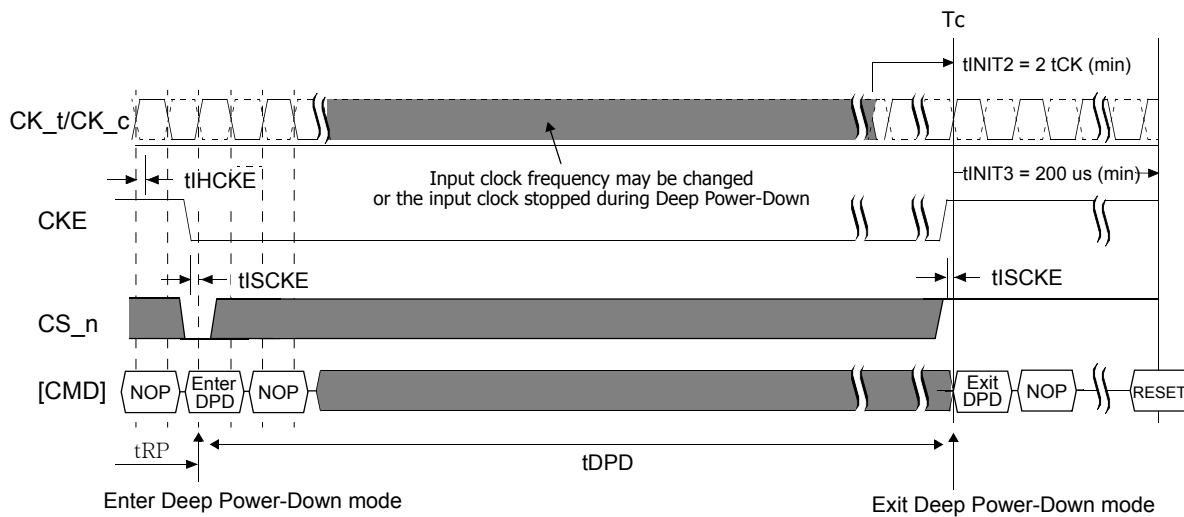 Tc
tINIT2 = 2 tCK (min)
CK_t/CK_c
tIHCKE
Input clock frequency may be changed
or the input clock stopped during Deep Power-Down
tINIT3 = 200 us (min)
CKE
tISCKE
tISCKE
CS_n
[CMD]
NOP
Enter
DPD
NOP
Exit
DPD
NOP
RESET
tRP
tDPD
Enter Deep Power-Down mode
Exit Deep Power-Down mode